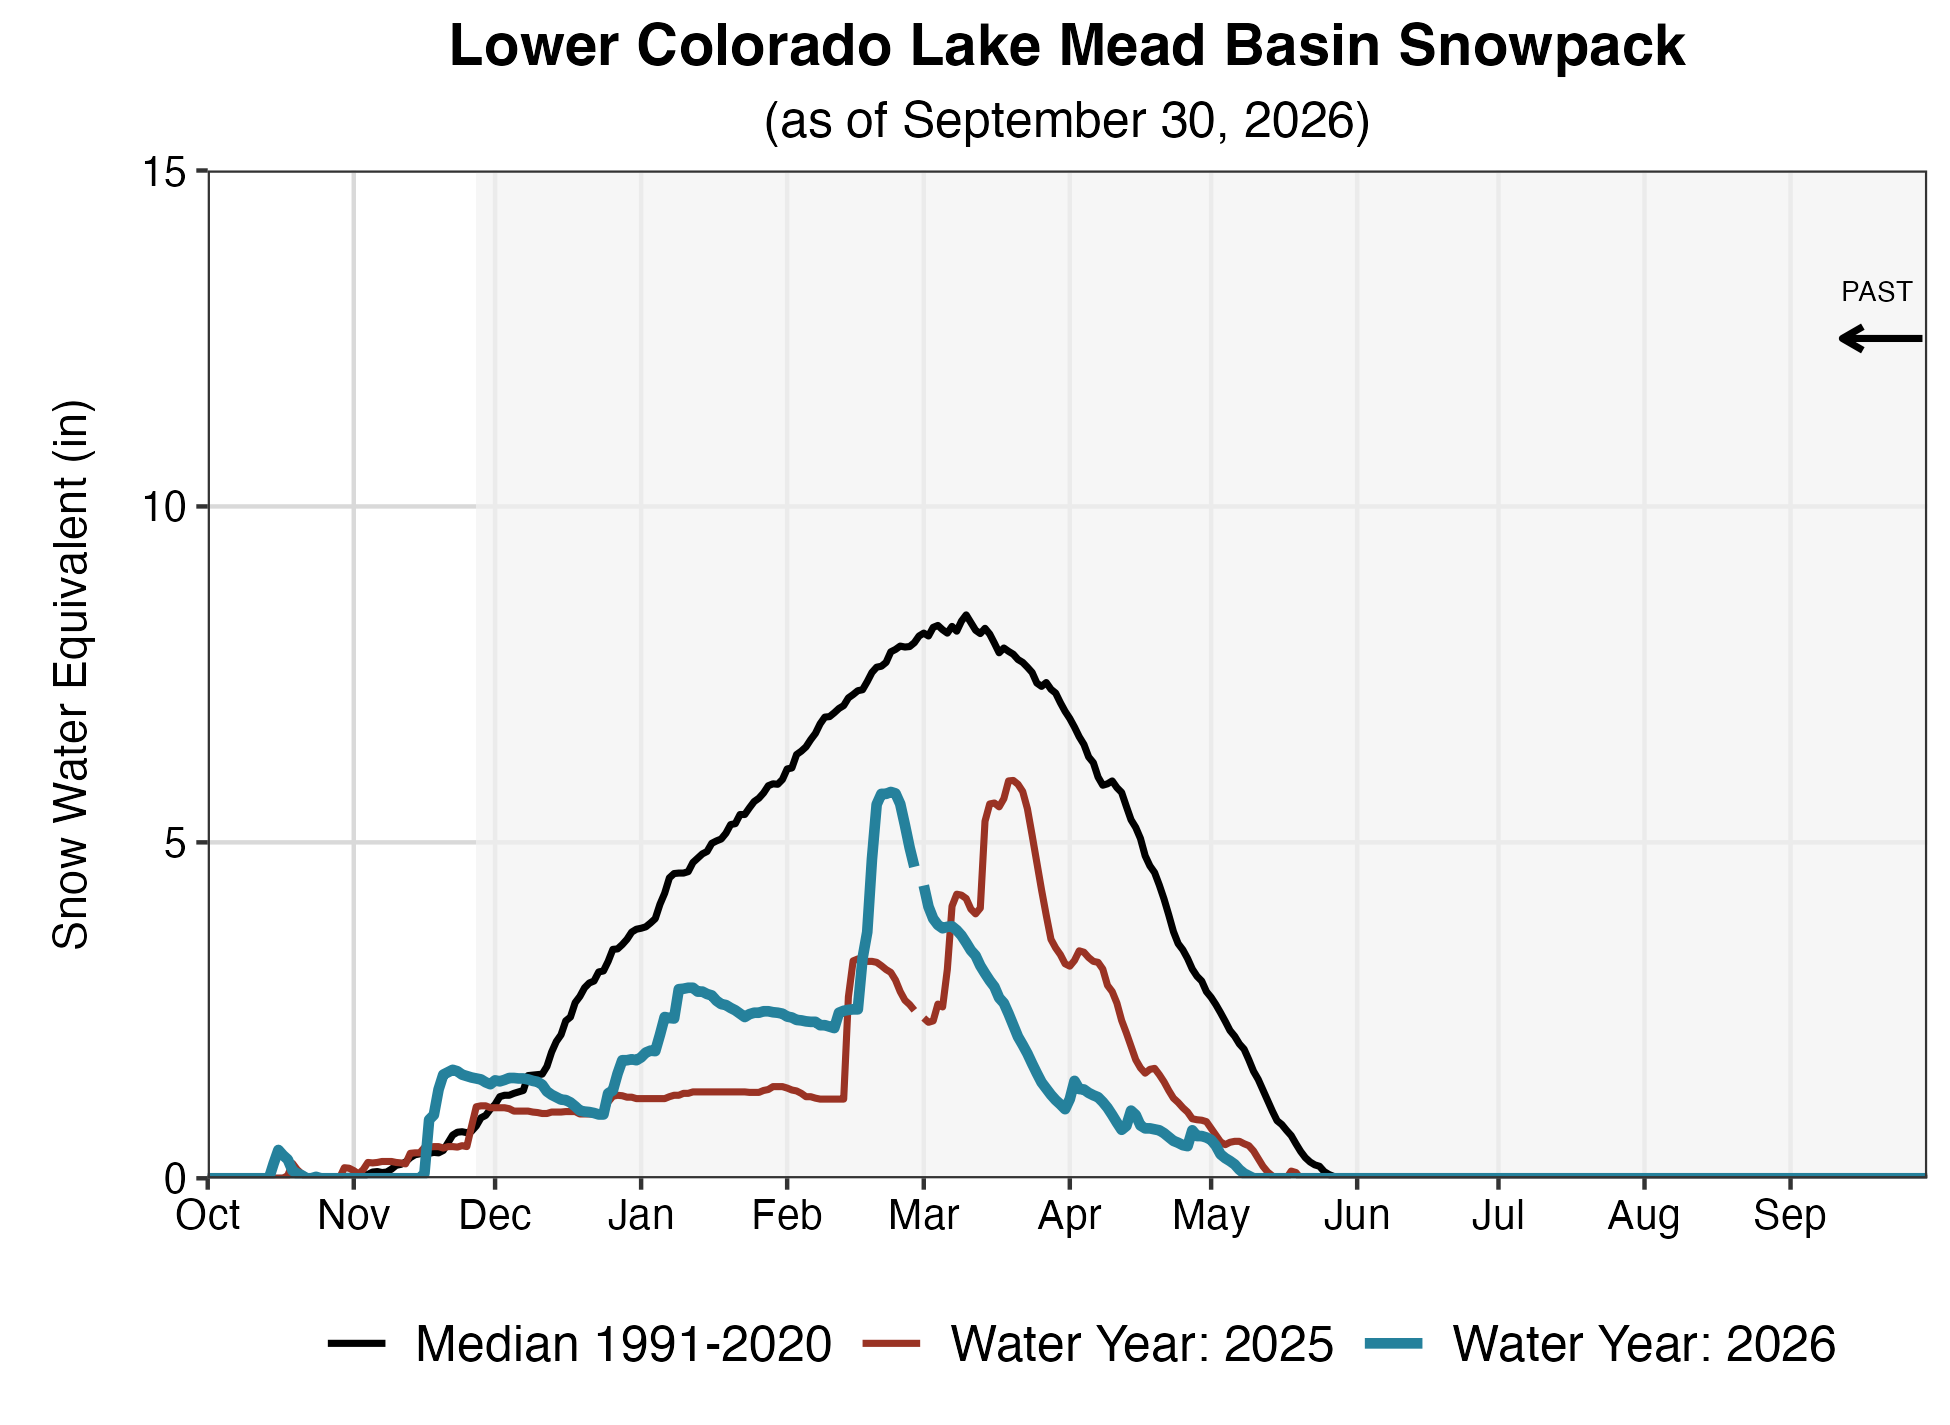 Lower Colorado Lake Mead Basin Snowpack
(as of September 30, 2026)
15
10
5
0
Snow Water Equivalent (in)
PAST
Oct Nov Dec Jan Feb Mar Apr May Jun Jul Aug Sep
Median 1991-2020 Water Year: 2025 Water Year: 2026